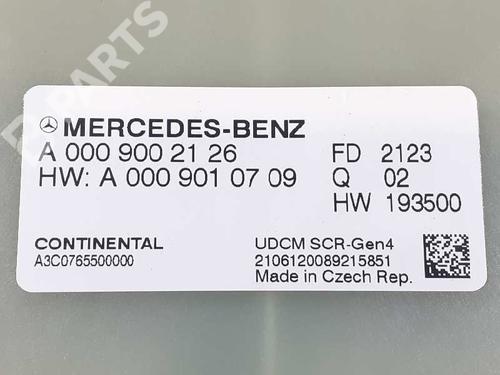 B-PARTS
MERCEDES-BENZ
A 000 900 21 26 FD 2123
HW: A 000 901 07 09 Q 02
HW 193500
CONTINENTAL UDCM SCR-Gen4
A3C0765500000 2106120089215851
Made in Czech Rep.